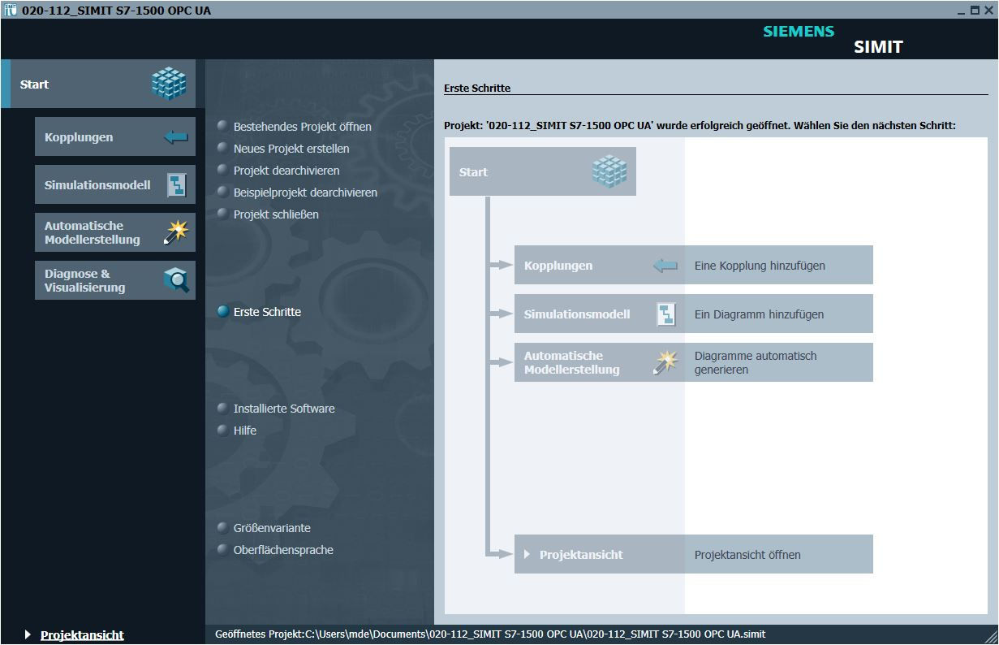 020-112_SIMIT S7-1500 OPC UA
SIEMENS
SIMIT
Start
Kopplungen
Simulationsmodell
Automatische
Modellerstellung
Diagnose &
Visualisierung
Projektansicht
Bestehendes Projekt öffnen
Neues Projekt erstellen
Projekt dearchivieren
Beispielprojekt dearchivieren
Projekt schließen
Erste Schritte
Installierte Software
Hilfe
Größenvariante
Oberflächensprache
Erste Schritte
Projekt: '020-112_SIMIT S7-1500 OPC UA' wurde erfolgreich geöffnet. Wählen Sie den nächsten Schritt:
Start
Kopplungen
Eine Kopplung hinzufügen
Simulationsmodell
Ein Diagramm hinzufügen
Automatische
Modellerstellung
Diagramme automatisch
generieren
Projektansicht
Projektansicht öffnen
Geöffnetes Projekt:C:\Users\mde\Documents\020-112_SIMIT S7-1500 OPC UA\020-112_SIMIT S7-1500 OPC UA.simit